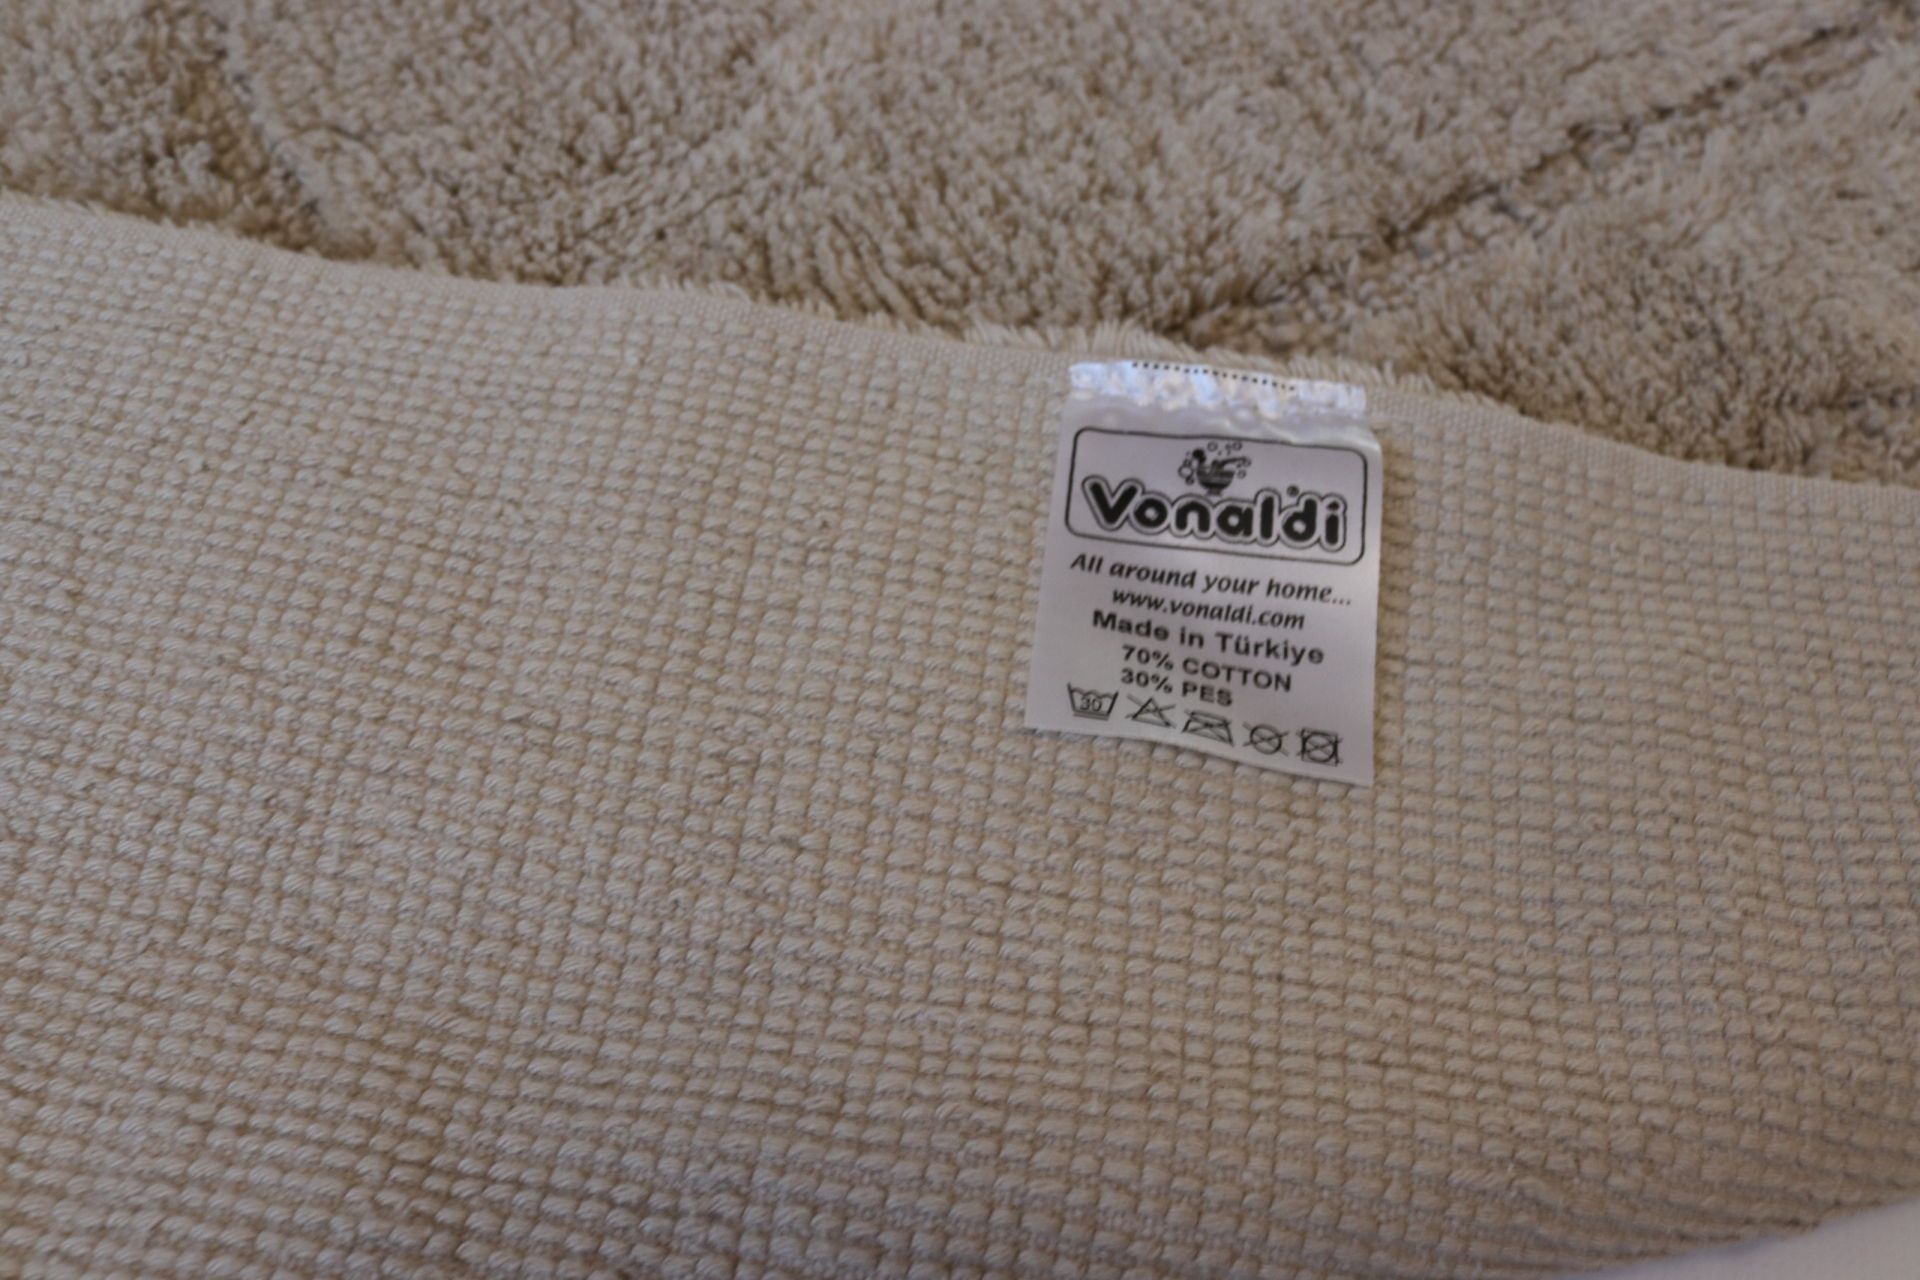 Vonaldi®
All around your home...
www.vonaldi.com
Made in Türkiye
70% COTTON
30% PES
30